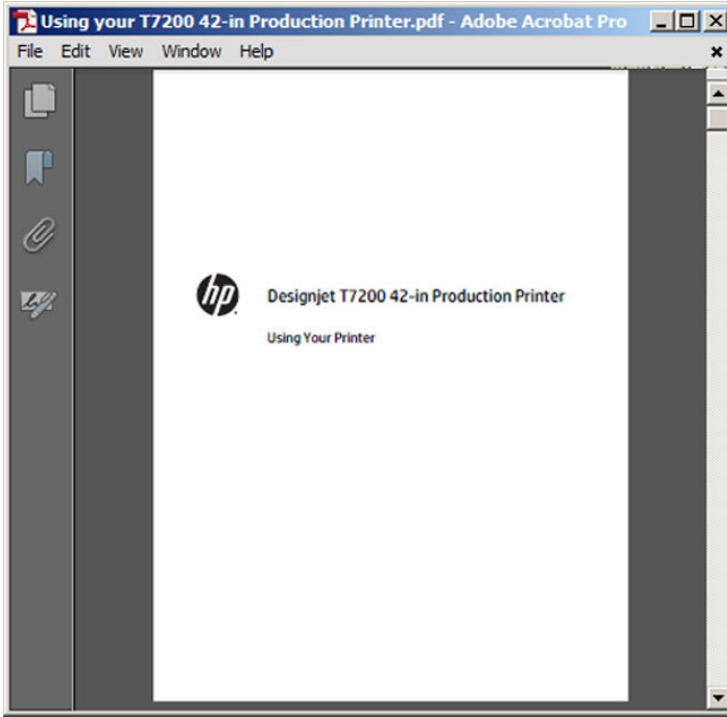 Using your T7200 42-in Production Printer.pdf - Adobe Acrobat Pro
File Edit View Window Help
hp
Designjet T7200 42-in Production Printer
Using Your Printer